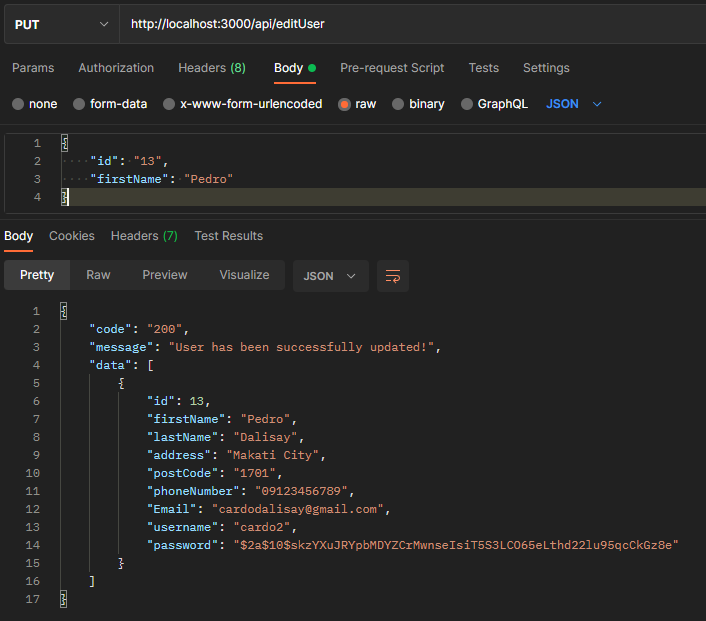 PUT http://localhost:3000/api/editUser
Params Authorization Headers (8) Body Pre-request Script Tests Settings
none form-data x-www-form-urlencoded raw binary GraphQL JSON
1 {
2 "id": "13",
3 "firstName": "Pedro"
4 }
Body Cookies Headers (7) Test Results
Pretty Raw Preview Visualize JSON
1 {
2 "code": "200",
3 "message": "User has been successfully updated!",
4 "data": [
5 {
6 "id": 13,
7 "firstName": "Pedro",
8 "lastName": "Dalisay",
9 "address": "Makati City",
10 "postCode": "1701",
11 "phoneNumber": "09123456789",
12 "Email": "cardodalisay@gmail.com",
13 "username": "cardo2",
14 "password": "$2a$10$skzYXuJRYpbMDYZCrMwnseIsiT5S3LCO65eLthd22lu95qcCkGz8e"
15 }
16 ]
17 }